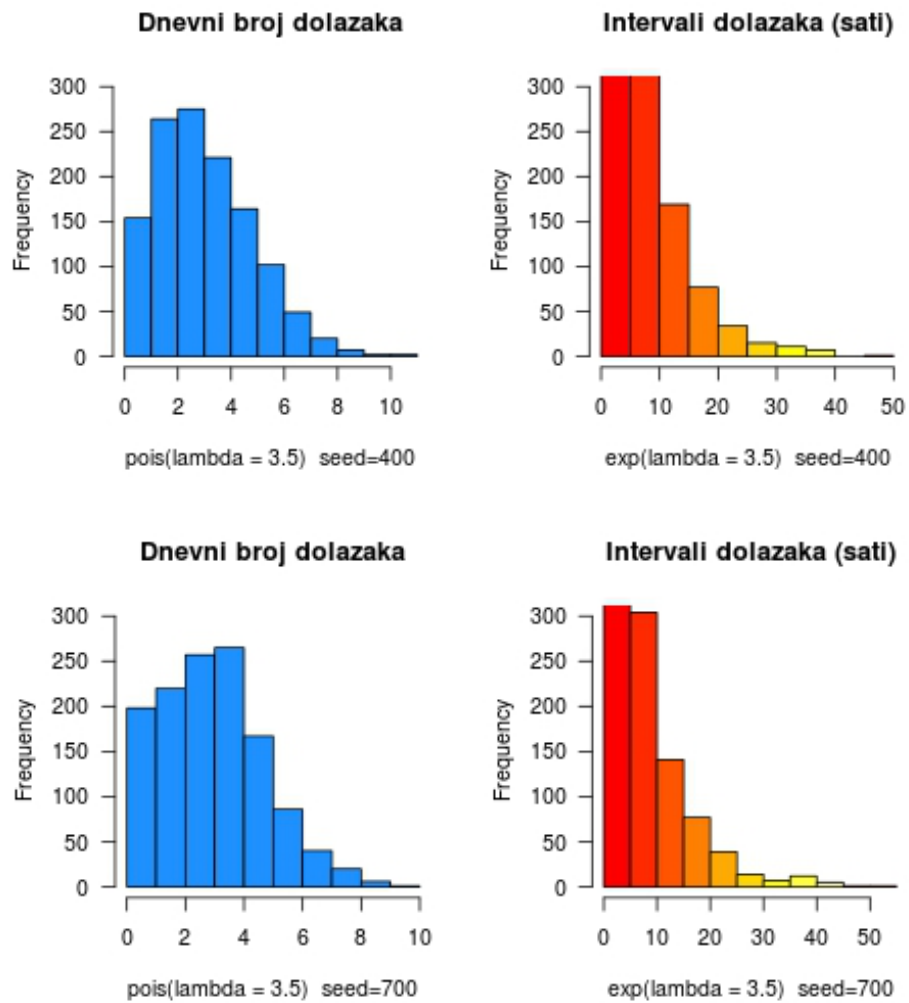 Dnevni broj dolazaka
Frequency
300
250
200
150
100
50
0
0 2 4 6 8 10
pois(lambda = 3.5) seed=400
Intervali dolazaka (sati)
Frequency
300
250
200
150
100
50
0
0 10 20 30 40 50
exp(lambda = 3.5) seed=400
Dnevni broj dolazaka
Frequency
300
250
200
150
100
50
0
0 2 4 6 8 10
pois(lambda = 3.5) seed=700
Intervali dolazaka (sati)
Frequency
300
250
200
150
100
50
0
0 10 20 30 40 50
exp(lambda = 3.5) seed=700